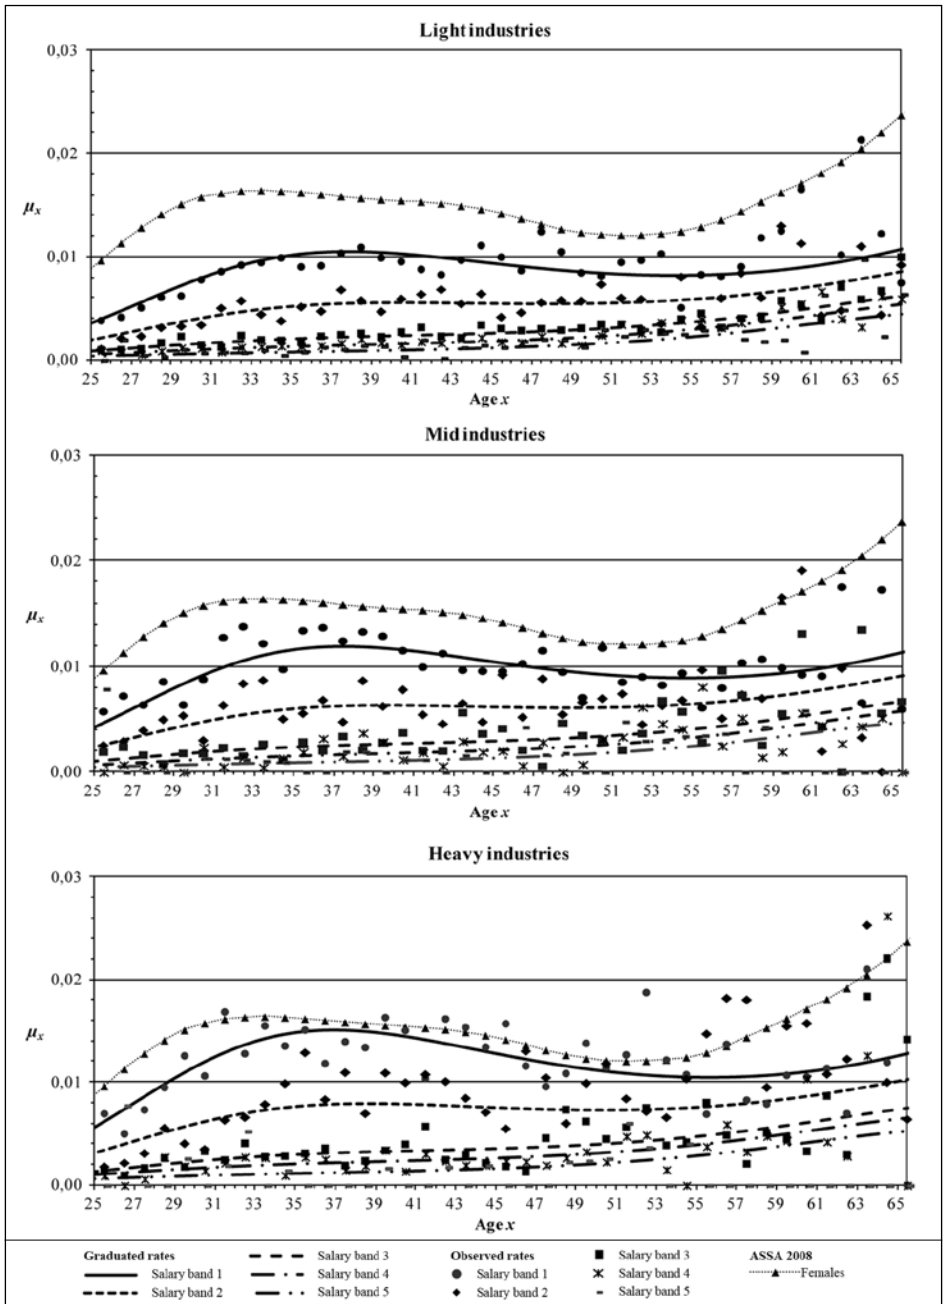 Light industries
0,03
0,02
μx
0,01
0,00
25 27 29 31 33 35 37 39 41 43 45 47 49 51 53 55 57 59 61 63 65
Age x
Mid industries
0,03
0,02
μx
0,01
0,00
25 27 29 31 33 35 37 39 41 43 45 47 49 51 53 55 57 59 61 63 65
Age x
Heavy industries
0,03
0,02
μx
0,01
0,00
25 27 29 31 33 35 37 39 41 43 45 47 49 51 53 55 57 59 61 63 65
Age x
Graduated rates Salary band 3 Observed rates Salary band 3 ASSA 2008
Salary band 1 Salary band 4 Salary band 1 Salary band 4 Females
Salary band 2 Salary band 5 Salary band 2 Salary band 5